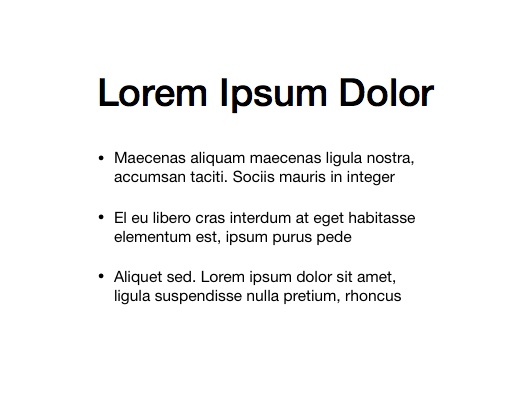 Lorem Ipsum Dolor
• Maecenas aliquam maecenas ligula nostra,
accumsan taciti. Sociis mauris in integer
• El eu libero cras interdum at eget habitasse
elementum est, ipsum purus pede
• Aliquet sed. Lorem ipsum dolor sit amet,
ligula suspendisse nulla pretium, rhoncus